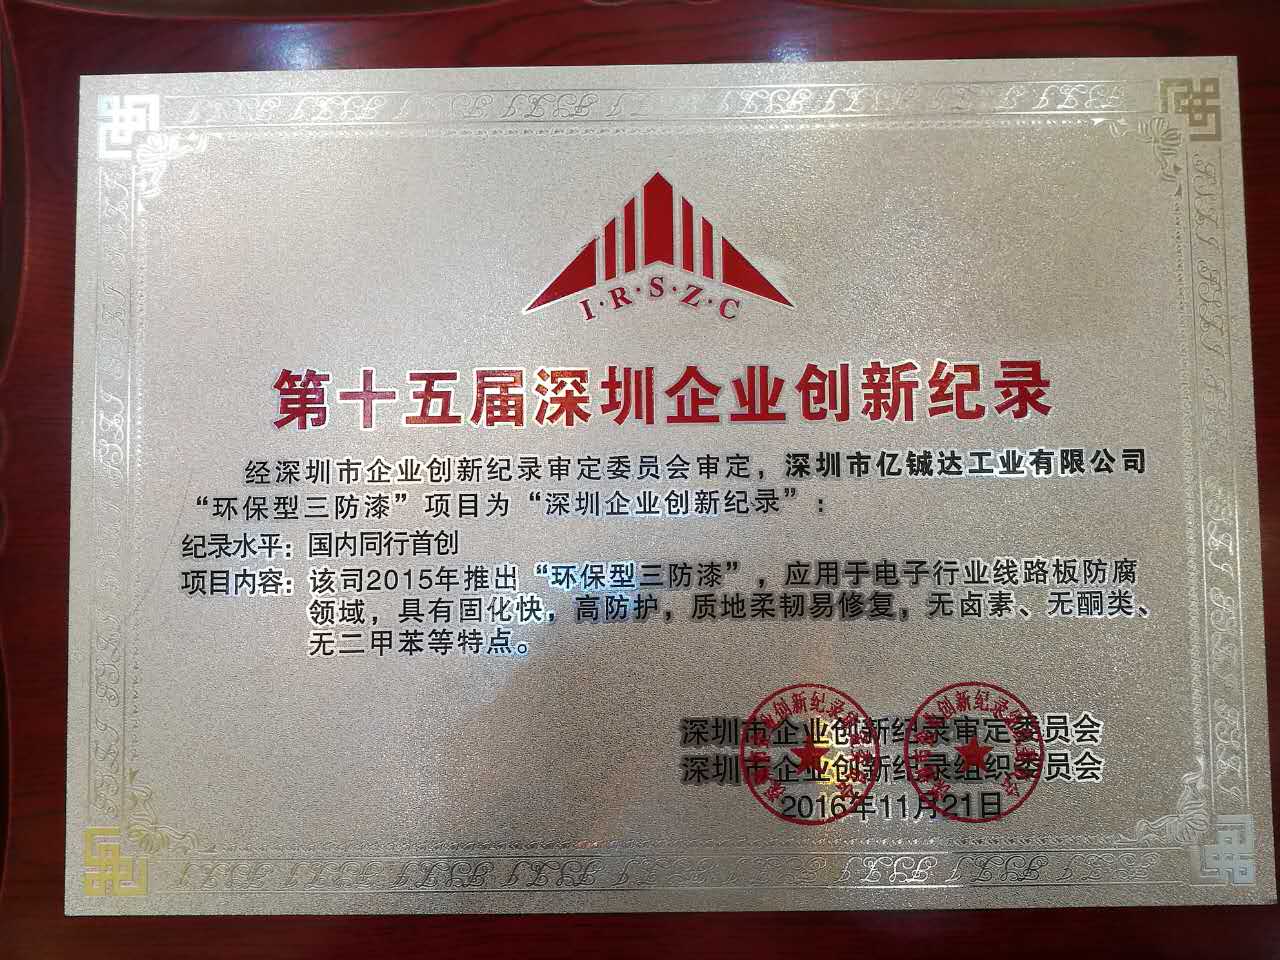 I·R·S·Z·C
第十五届深圳企业创新纪录
经深圳市企业创新纪录审定委员会审定，深圳市亿铖达工业有限公司
“环保型三防漆”项目为“深圳企业创新纪录”：
纪录水平：国内同行首创
项目内容：该司2015年推出“环保型三防漆”，应用于电子行业线路板防腐
领域，具有固化快，高防护，质地柔韧易修复，无卤素、无酮类、
无二甲苯等特点。
深圳市企业创新纪录审定委员会
深圳市企业创新纪录组织委员会
2016年11月21日